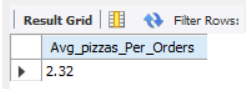 Result Grid Filter Rows:
Avg_pizzas_Per_Orders
2.32